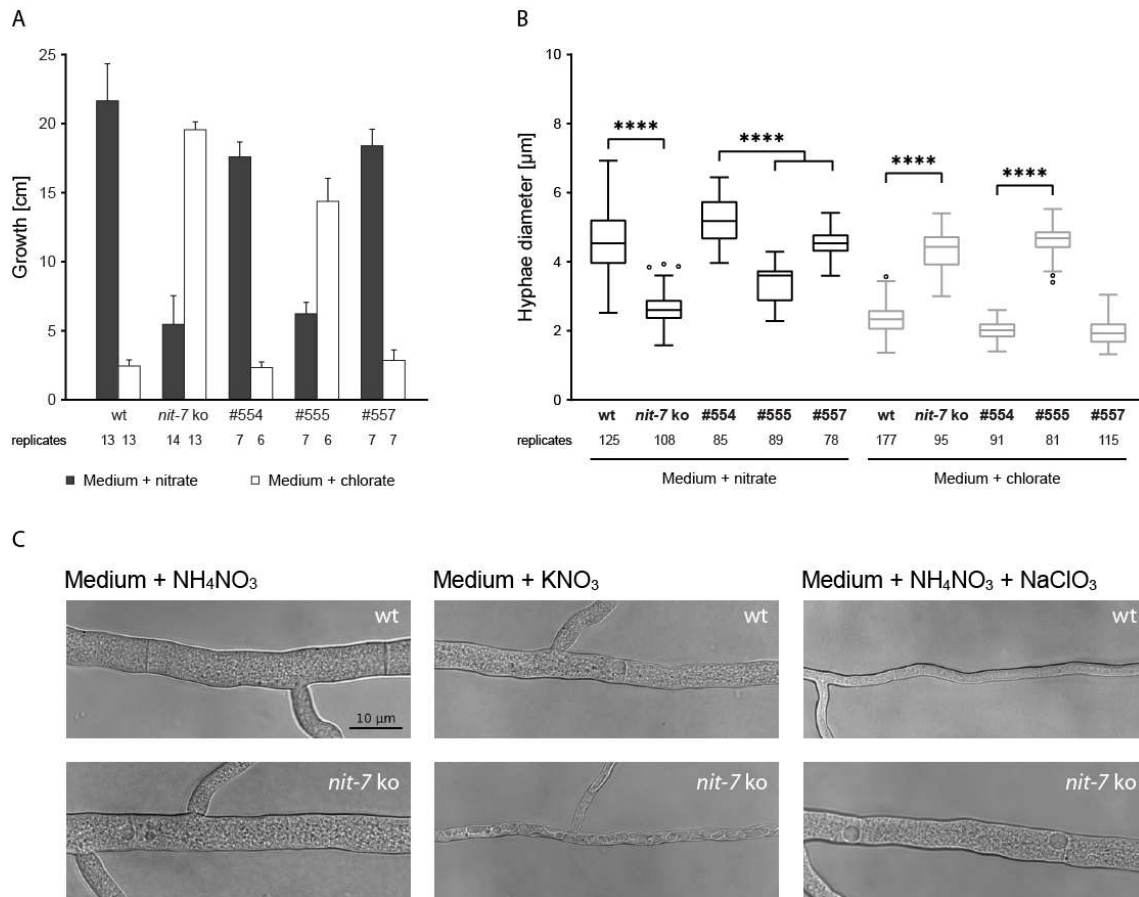 A
25
20
15
10
5
0
Growth [cm]
wt nit-7 ko #554 #555 #557
replicates 13 13 14 13 7 6 7 6 7 7
Medium + nitrate Medium + chlorate
B
10
8
6
4
2
0
Hyphae diameter [µm]
**** **** **** ****
wt nit-7 ko #554 #555 #557 wt nit-7 ko #554 #555 #557
replicates 125 108 85 89 78 177 95 91 81 115
Medium + nitrate Medium + chlorate
C
Medium + NH₄NO₃ Medium + KNO₃ Medium + NH₄NO₃ + NaClO₃
wt wt wt
10 µm
nit-7 ko nit-7 ko nit-7 ko